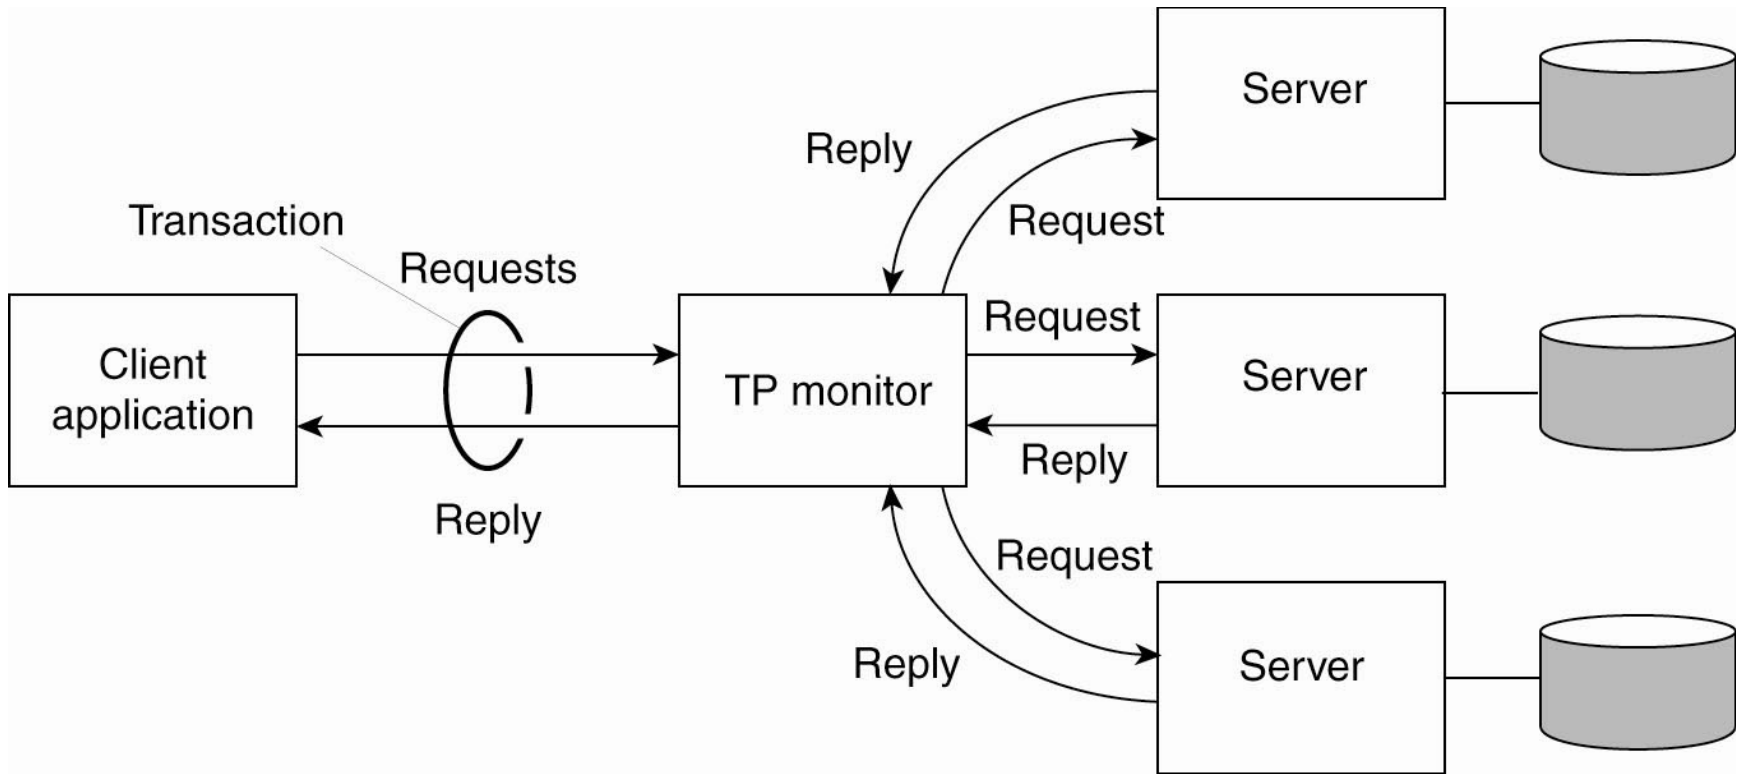 Server
Reply
Transaction
Request
Requests
Request
Client
application
TP monitor
Server
Reply
Reply
Request
Reply
Server